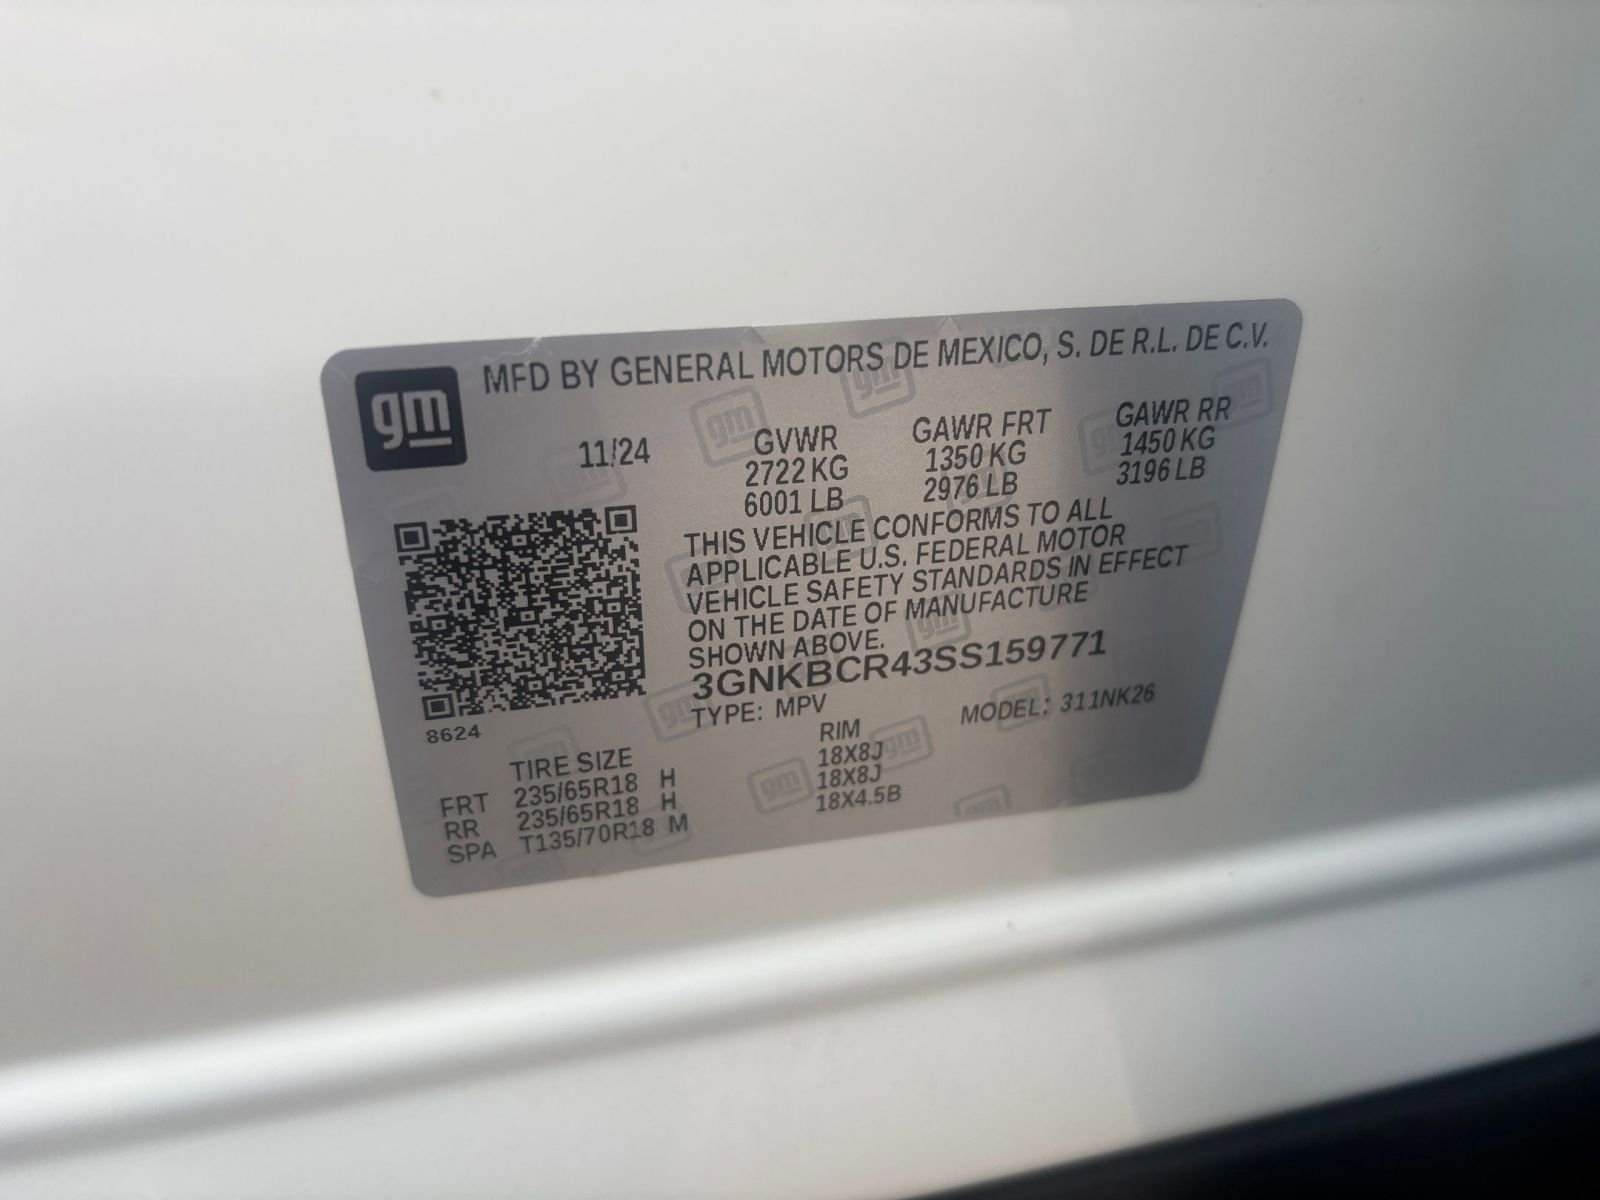 gm
MFD BY GENERAL MOTORS DE MEXICO, S. DE R.L. DE C.V.
11/24
GVWR GAWR FRT GAWR RR
2722 KG 1350 KG 1450 KG
6001 LB 2976 LB 3196 LB
THIS VEHICLE CONFORMS TO ALL
APPLICABLE U.S. FEDERAL MOTOR
VEHICLE SAFETY STANDARDS IN EFFECT
ON THE DATE OF MANUFACTURE
SHOWN ABOVE.
3GNKBCR43SS159771
TYPE: MPV MODEL: 311NK26
8624
TIRE SIZE RIM
FRT 235/65R18 H 18X8J
RR 235/65R18 H 18X8J
SPA T135/70R18 M 18X4.5B